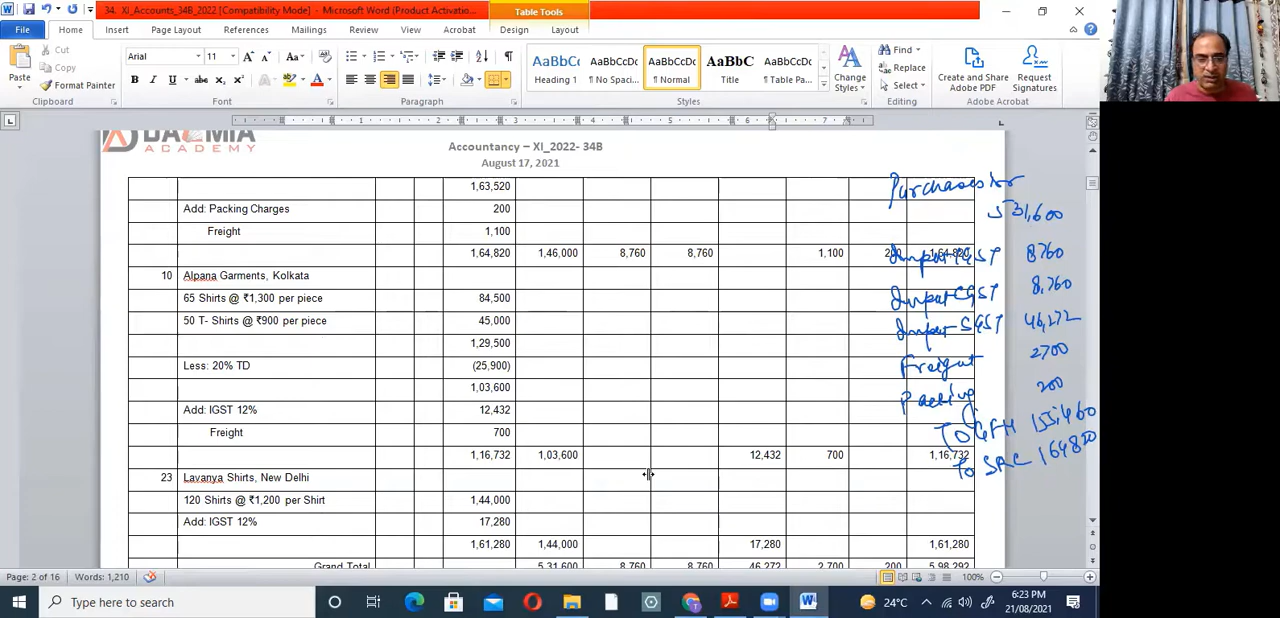 34. XI_Accounts_34B_2022 [Compatibility Mode] - Microsoft Word (Product Activatio...
Table Tools
File Home Insert Page Layout References Mailings Review View Acrobat Design Layout
Paste
Cut
Copy
Format Painter
Clipboard
Arial 11
Font
Paragraph
AaBbCcDc Heading 1
AaBbCcDc ¶ No Spaci...
AaBbCcDc ¶ Normal
AaBbC Title
AaBbCcDc ¶ Table Pa...
Change Styles
Styles
Find
Replace
Select
Editing
Create and Share Adobe PDF
Request Signatures
Adobe Acrobat
ACADEMY
Accountancy – XI_2022- 34B
August 17, 2021
1,63,520
Add: Packing Charges 200
Freight 1,100
1,64,820 1,46,000 8,760 8,760 1,100 200 1,64,820
10 Alpana Garments, Kolkata
65 Shirts @ ₹1,300 per piece 84,500
50 T- Shirts @ ₹900 per piece 45,000
1,29,500
Less: 20% TD (25,900)
1,03,600
Add: IGST 12% 12,432
Freight 700
1,16,732 1,03,600 12,432 700 1,16,732
23 Lavanya Shirts, New Delhi
120 Shirts @ ₹1,200 per Shirt 1,44,000
Add: IGST 12% 17,280
1,61,280 1,44,000 17,280 1,61,280
Grand Total 5,31,600 8,760 8,760 46,272 2,700 200 5,98,292
Purchases
531,600
Input 8760
Input CGST 8,760
Input SGST 46,272
Freight 2700
Packing 200
To GFH 155,460
To SRC 164820
Page: 2 of 16 Words: 1,210 100%
Type here to search
24°C
6:23 PM
21/08/2021